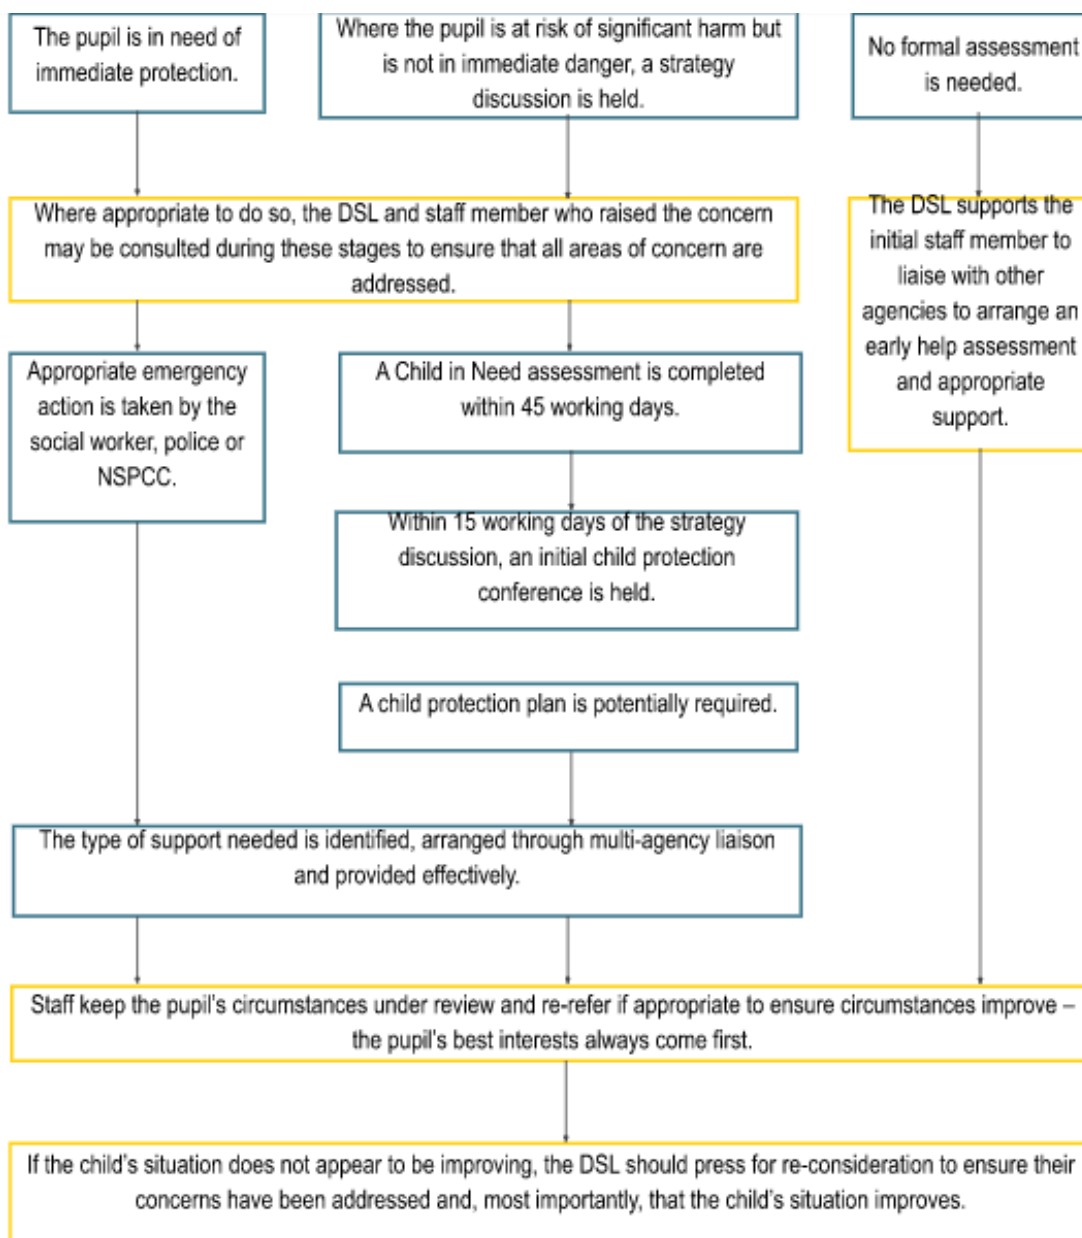 The pupil is in need of
immediate protection.
Where the pupil is at risk of significant harm but
is not in immediate danger, a strategy
discussion is held.
No formal assessment
is needed.
Where appropriate to do so, the DSL and staff member who raised the concern
may be consulted during these stages to ensure that all areas of concern are
addressed.
The DSL supports the
initial staff member to
liaise with other
agencies to arrange an
early help assessment
and appropriate
support.
Appropriate emergency
action is taken by the
social worker, police or
NSPCC.
A Child in Need assessment is completed
within 45 working days.
Within 15 working days of the strategy
discussion, an initial child protection
conference is held.
A child protection plan is potentially required.
The type of support needed is identified, arranged through multi-agency liaison
and provided effectively.
Staff keep the pupil's circumstances under review and re-refer if appropriate to ensure circumstances improve –
the pupil's best interests always come first.
If the child's situation does not appear to be improving, the DSL should press for re-consideration to ensure their
concerns have been addressed and, most importantly, that the child's situation improves.